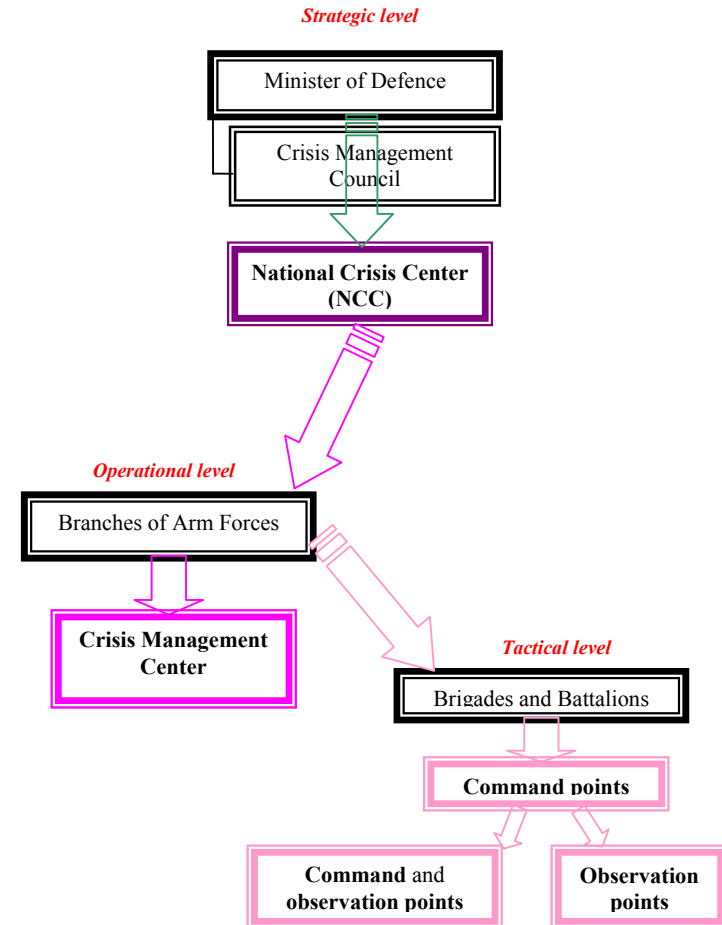 Strategic level
Minister of Defence
Crisis Management
Council
National Crisis Center
(NCC)
Operational level
Branches of Arm Forces
Crisis Management
Center
Tactical level
Brigades and Battalions
Command points
Command and
observation points
Observation
points